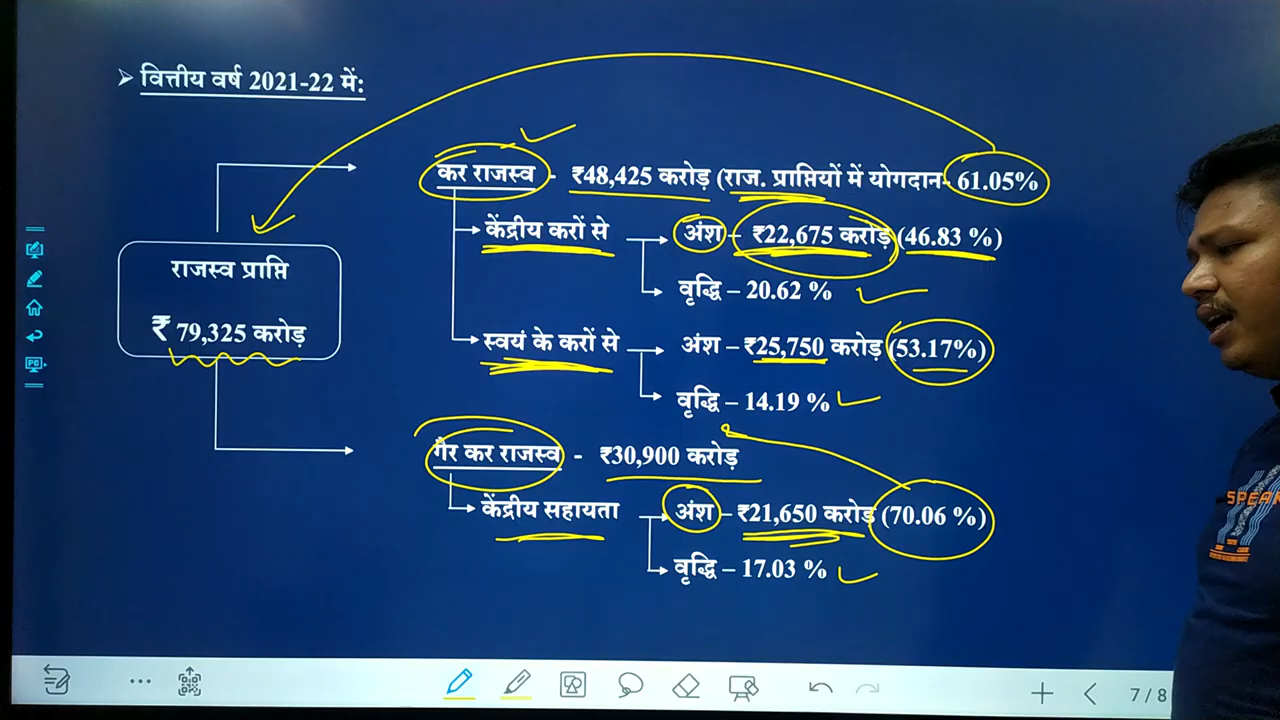 ➢ वित्तीय वर्ष 2021-22 में:
राजस्व प्राप्ति
₹ 79,325 करोड़
कर राजस्व - ₹48,425 करोड़ (राज. प्राप्तियों में योगदान- 61.05%
केंद्रीय करों से
अंश – ₹22,675 करोड़ (46.83 %)
वृद्धि – 20.62 %
स्वयं के करों से
अंश – ₹25,750 करोड़ (53.17%)
वृद्धि – 14.19 %
गैर कर राजस्व - ₹30,900 करोड़
केंद्रीय सहायता
अंश – ₹21,650 करोड़ (70.06 %)
वृद्धि – 17.03 %
SPEAK
PC
7 / 8